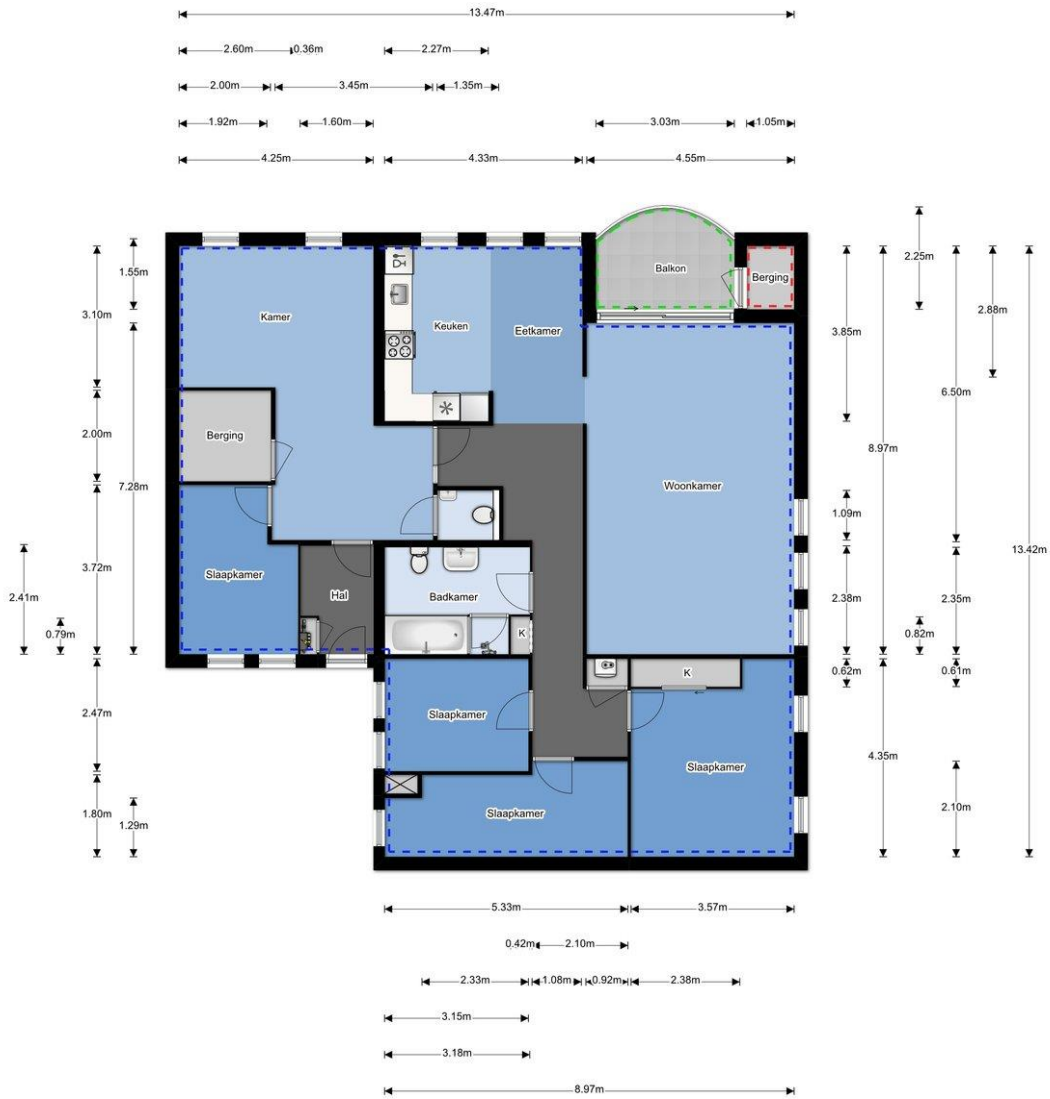 13.47m
2.60m
0.36m
2.27m
2.00m
3.45m
1.35m
1.92m
1.60m
3.03m
1.05m
4.25m
4.33m
4.55m
1.55m
2.25m
Balkon
Berging
3.10m
Kamer
Keuken
Eetkamer
3.85m
2.88m
6.50m
2.00m
Berging
8.97m
7.28m
Woonkamer
1.09m
13.42m
3.72m
2.41m
Slaapkamer
Hal
Badkamer
2.38m
2.35m
0.79m
K
0.82m
0.62m
0.61m
K
2.47m
Slaapkamer
4.35m
Slaapkamer
1.80m
1.29m
Slaapkamer
2.10m
5.33m
3.57m
0.42m
2.10m
2.33m
1.08m
0.92m
2.38m
3.15m
3.18m
8.97m